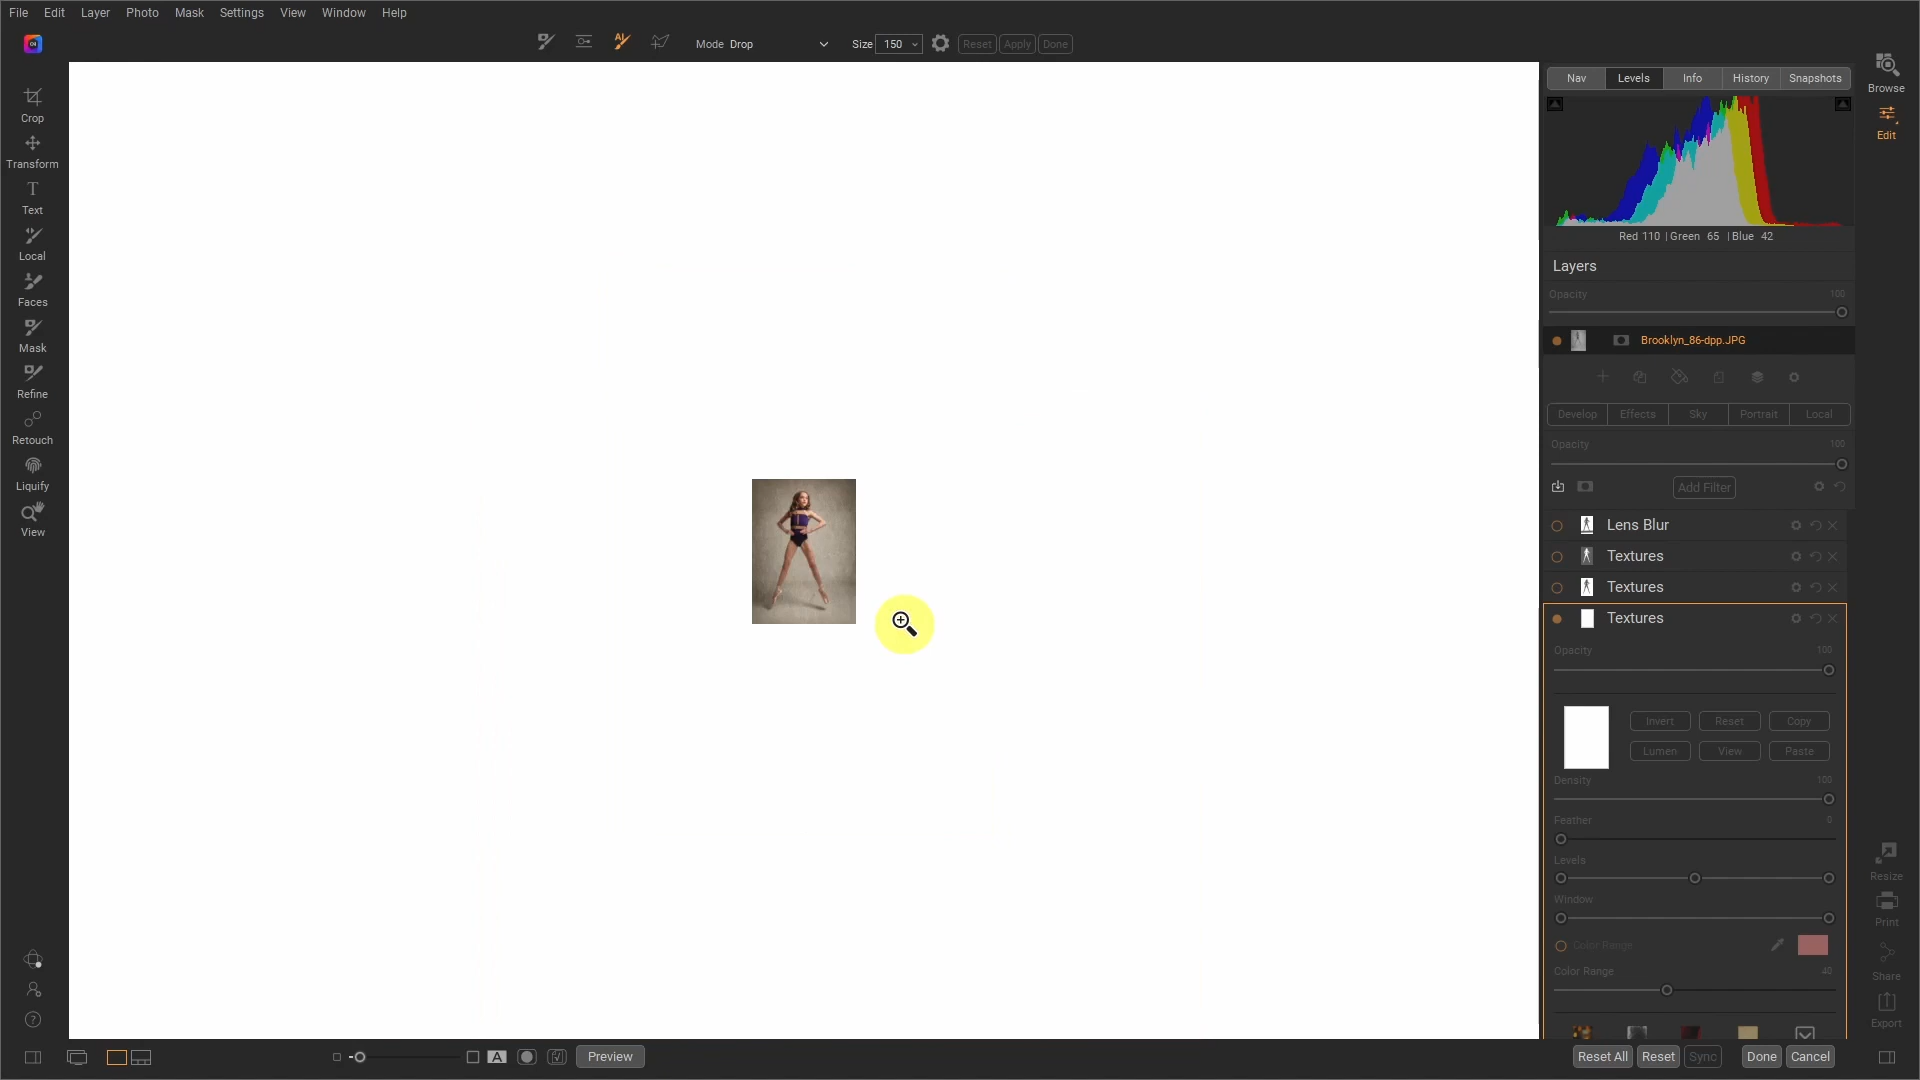 File Edit Layer Photo Mask Settings View Window Help
Mode Drop Size 150 Reset Apply Done
Crop
Transform
Text
Local
Faces
Mask
Refine
Retouch
Liquify
View
Nav Levels Info History Snapshots
Red 110 | Green 65 | Blue 42
Layers
Opacity 100
Brooklyn_86-dpp.JPG
Develop Effects Sky Portrait Local
Opacity 100
Add Filter
Lens Blur
Textures
Textures
Textures
Opacity 100
Invert Reset Copy
Lumen View Paste
Density 100
Feather 0
Levels
Window
Color Range
Color Range 40
Browse
Edit
Resize
Print
Share
Export
A Preview
Reset All Reset Sync Done Cancel